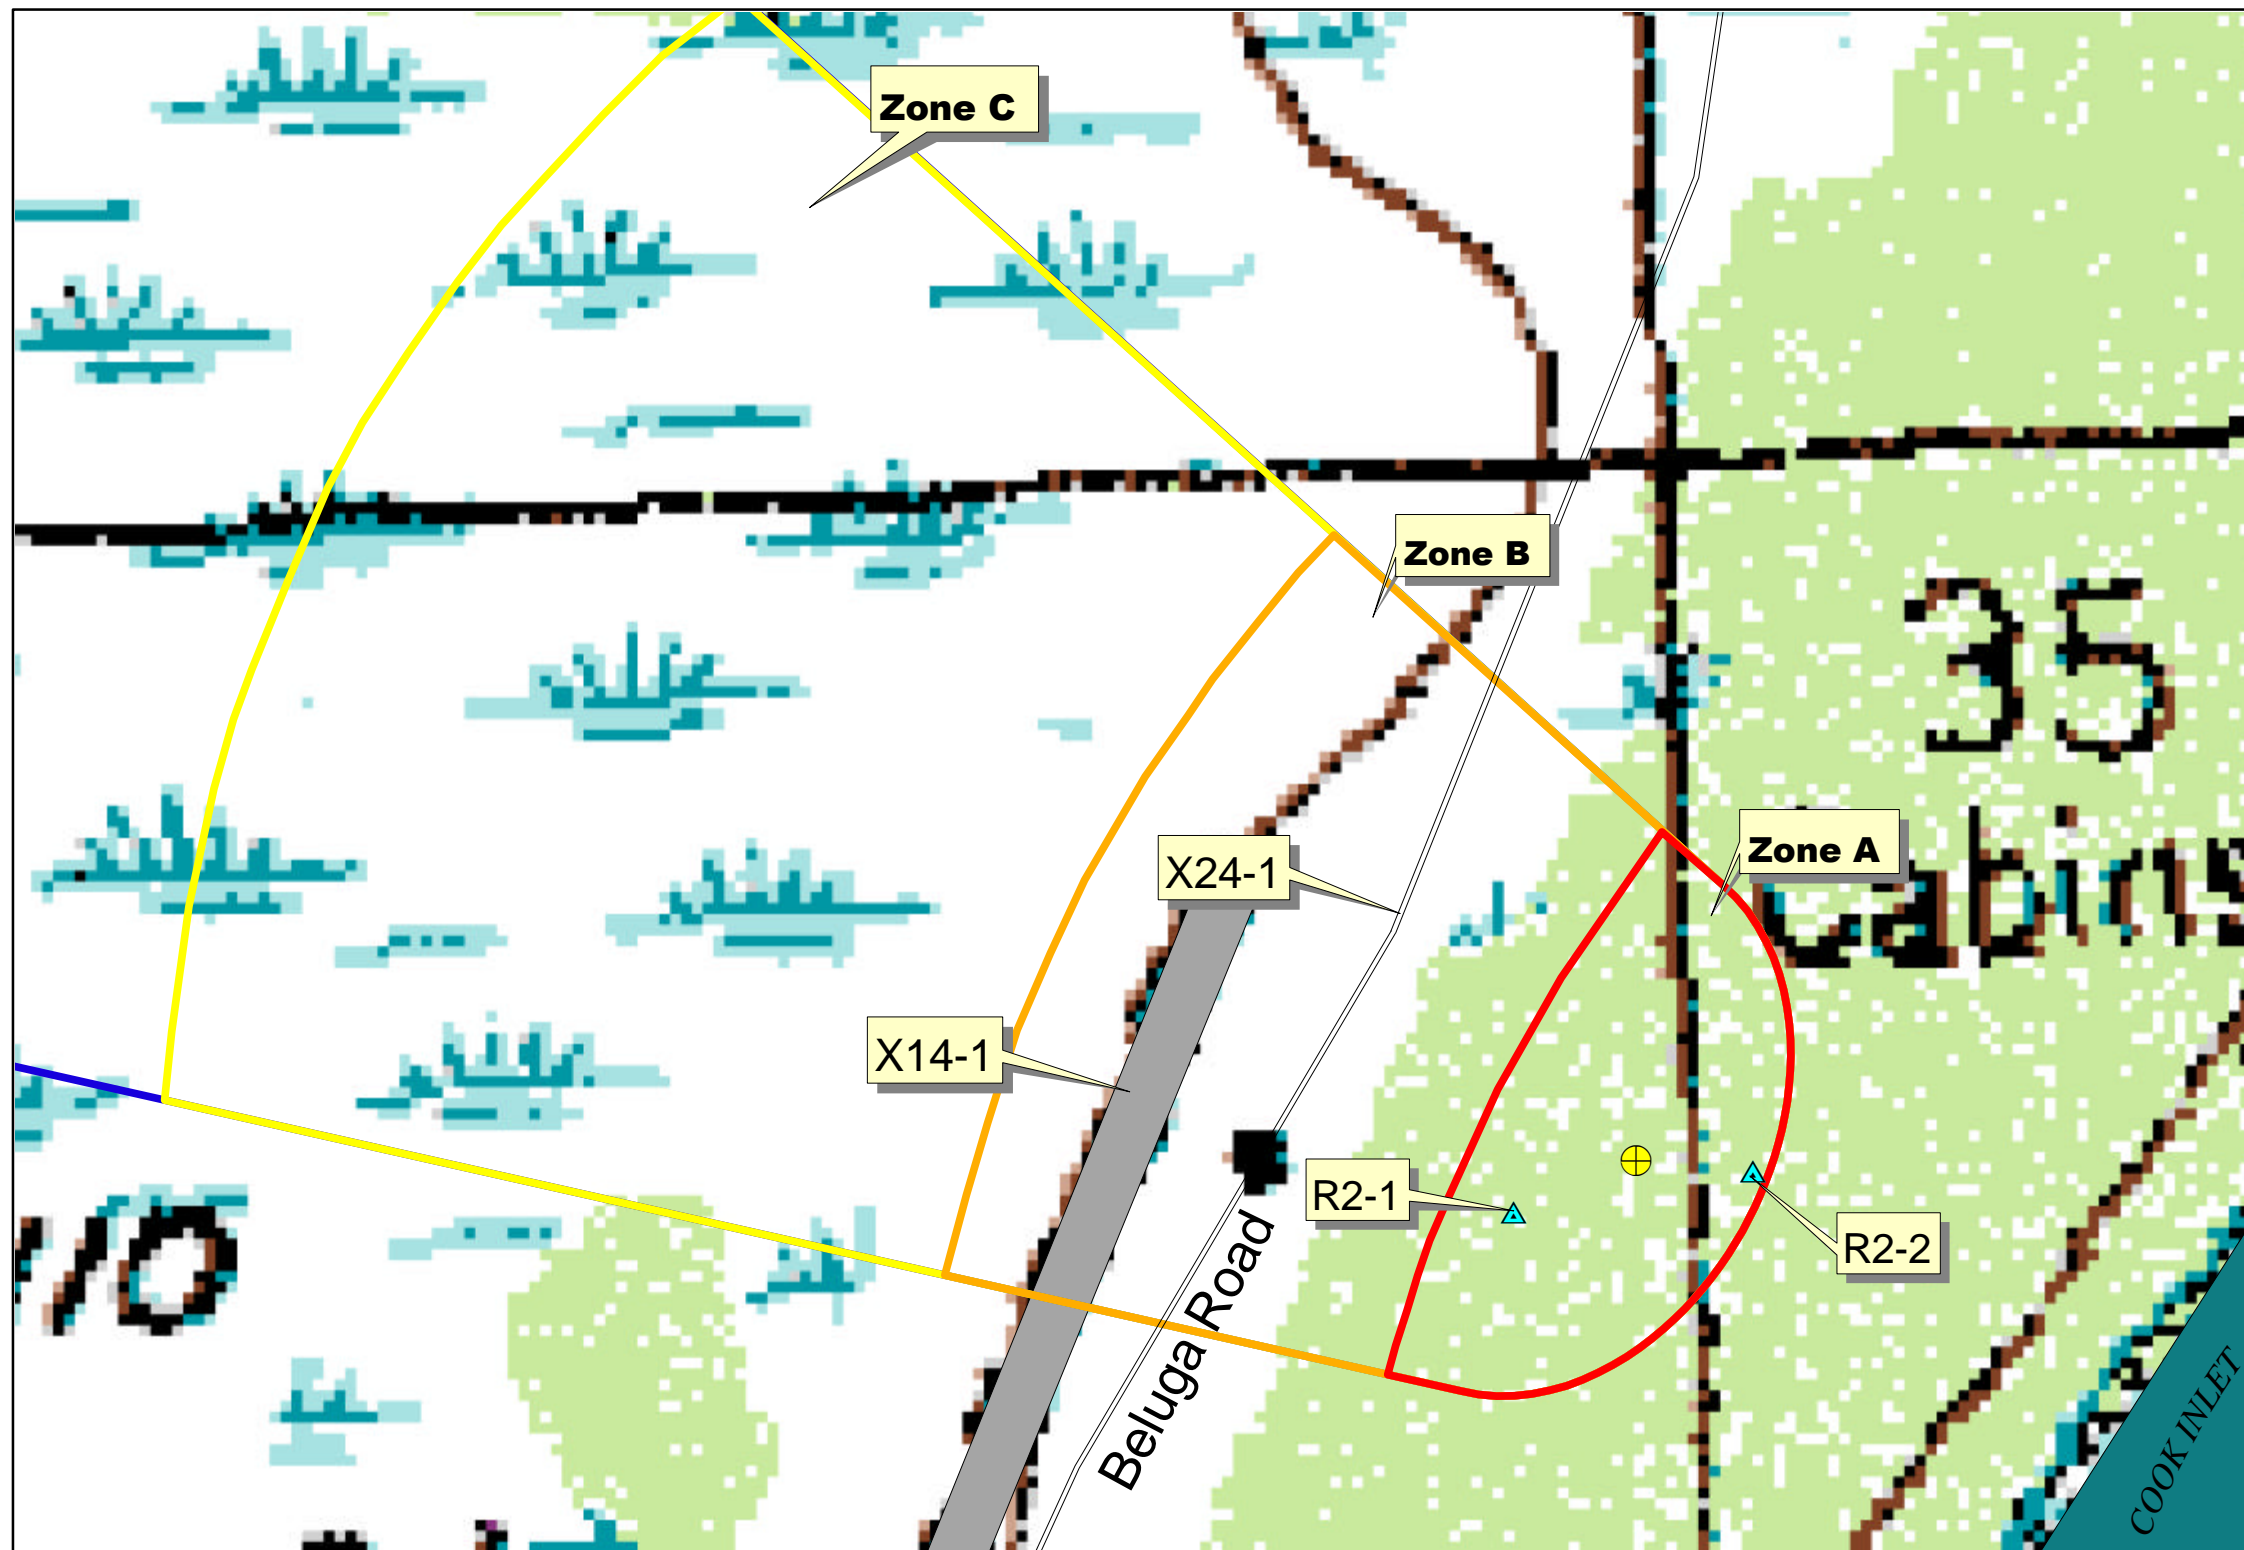 Zone C
Zone B
35
Zone A
Cabins
X24-1
X14-1
R2-1
R2-2
Beluga Road
COOK INLET